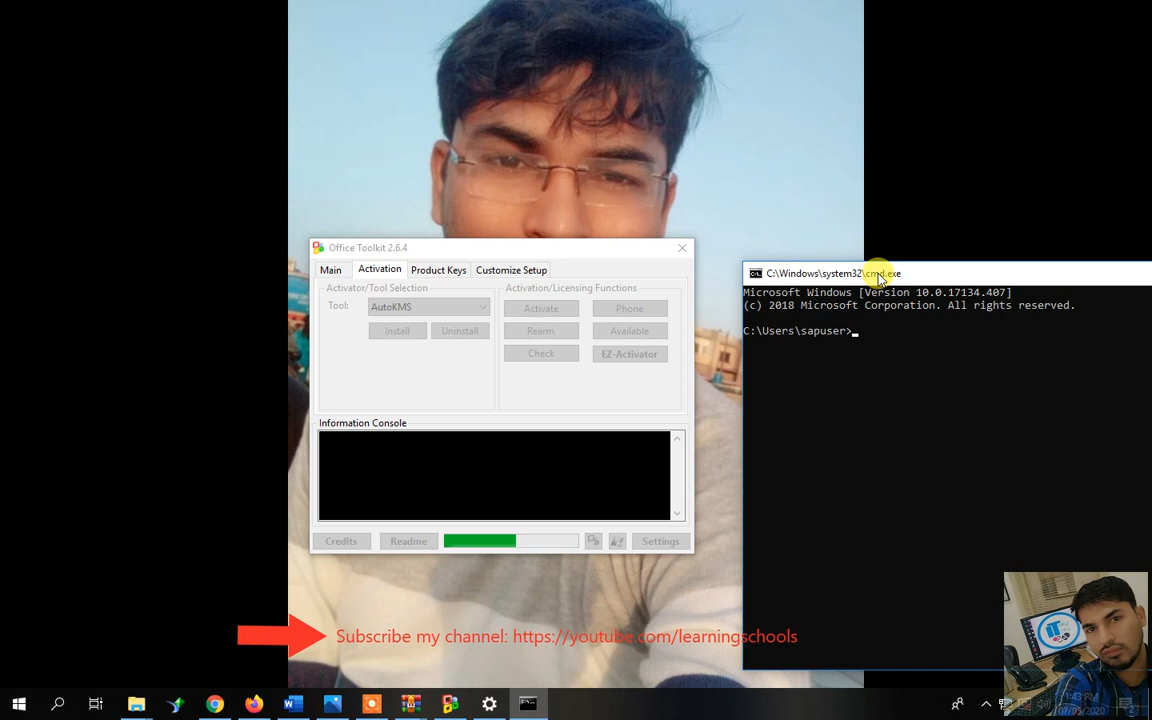 Office Toolkit 2.6.4
Main
Activation
Product Keys
Customize Setup
Activator/Tool Selection
Tool:
AutoKMS
Install
Uninstall
Activation/Licensing Functions
Activate
Phone
Rearm
Available
Check
EZ-Activator
Information Console
Credits
Readme
Settings
C:\Windows\system32\cmd.exe
Microsoft Windows [Version 10.0.17134.407]
(c) 2018 Microsoft Corporation. All rights reserved.
C:\Users\sapuser>
Subscribe my channel: https://youtube.com/learningschools